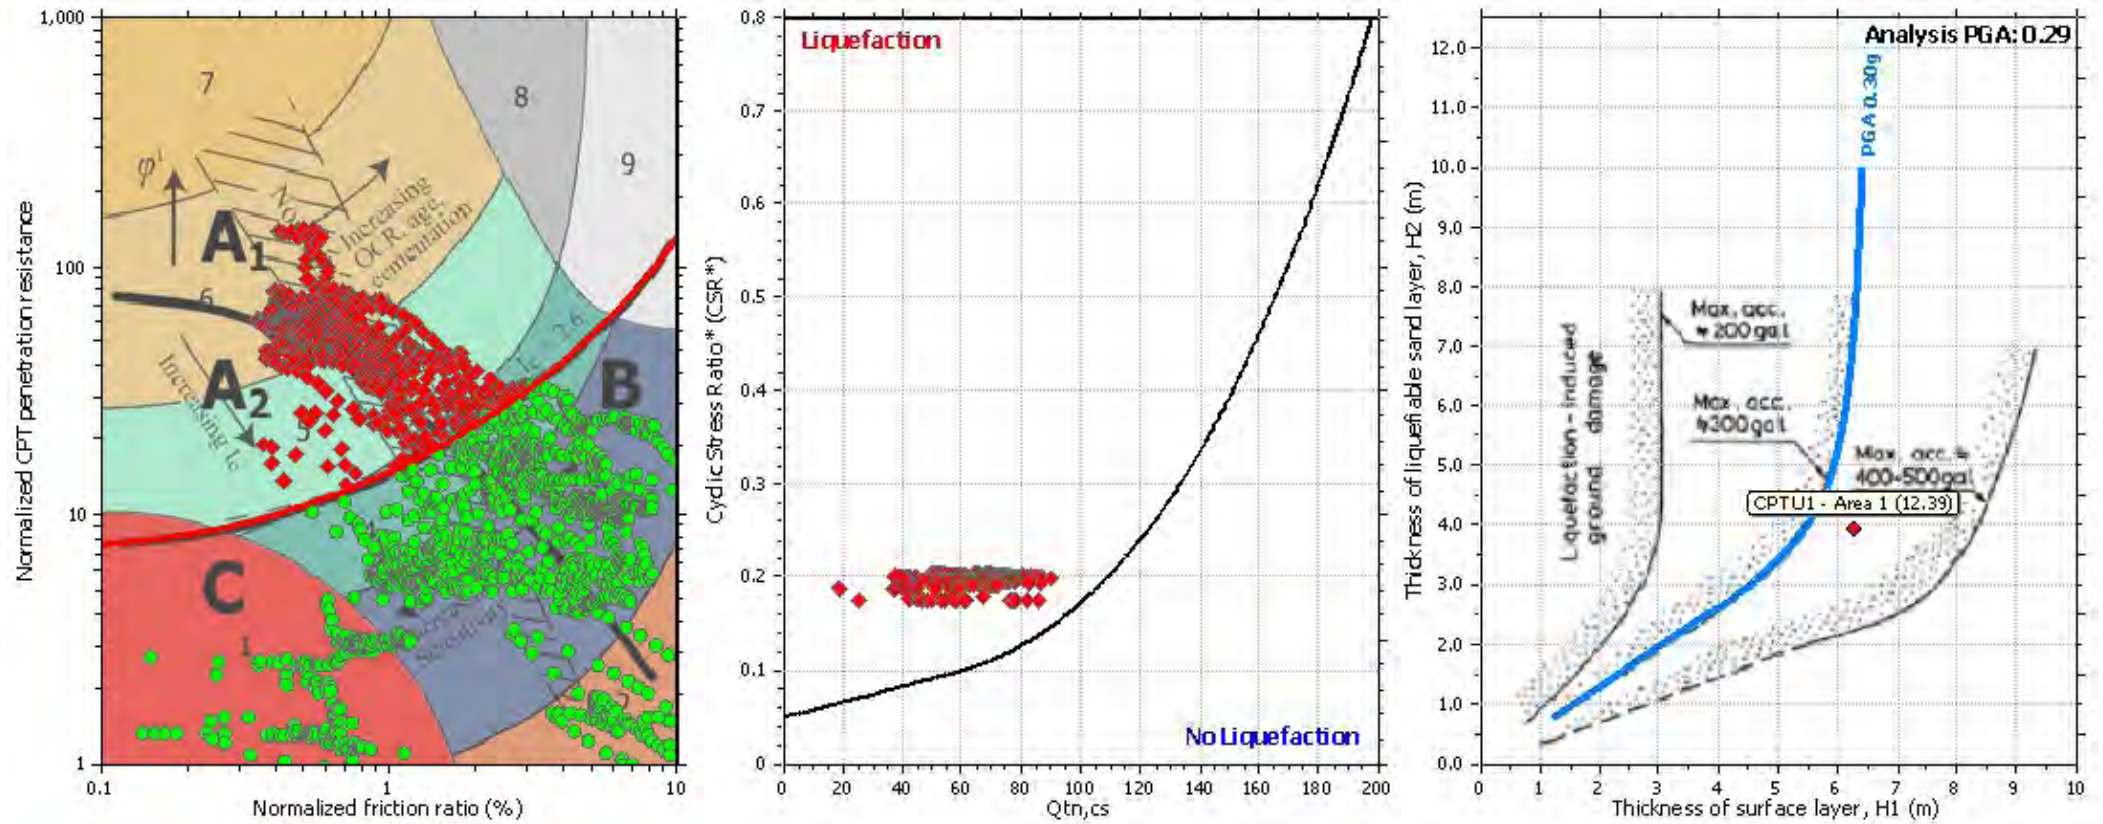 1,000
100
10
1
0.1
1
10
Normalized CPT penetration resistance
Normalized friction ratio (%)
7
8
9
φ'
No
Increasing
OCR, age,
cementation
A1
6
A2
Increasing Ic
5
Ic
2.6
B
4
C
1
2
0.8
0.7
0.6
0.5
0.4
0.3
0.2
0.1
0
0
20
40
60
80
100
120
140
160
180
200
Cyclic Stress Ratio* (CSR*)
Qtn,cs
Liquefaction
No Liquefaction
12.0
11.0
10.0
9.0
8.0
7.0
6.0
5.0
4.0
3.0
2.0
1.0
0.0
0
1
2
3
4
5
6
7
8
9
10
Thickness of liquefiable sand layer, H2 (m)
Thickness of surface layer, H1 (m)
Analysis PGA: 0.29
PGA 0.30g
Max. acc.
≒ 200 gal
Liquefaction - induced
ground damage
Max. acc.
≒300 gal
Max. acc. ≒
400-500gal
CPTU1 - Area 1 (12.39)